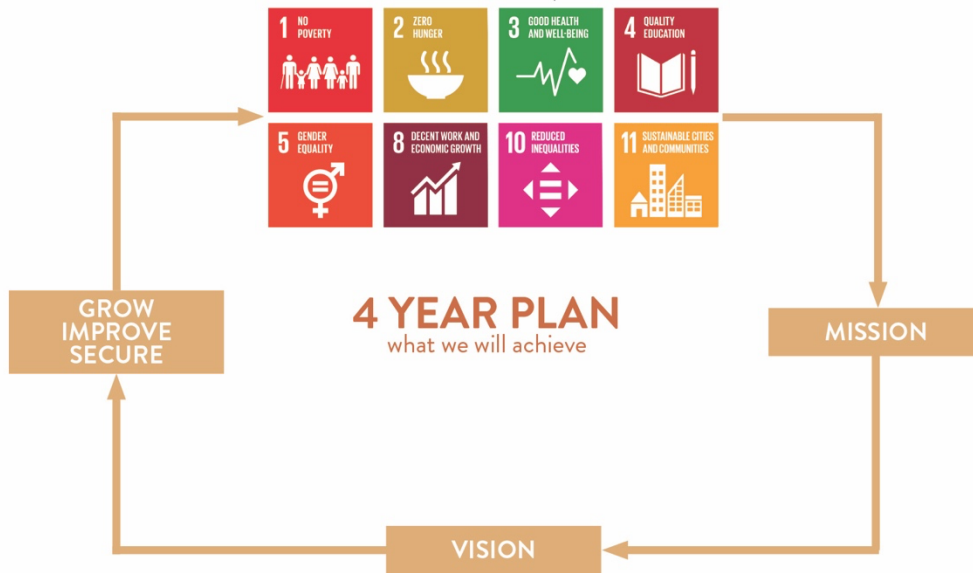 1 NO
POVERTY
2 ZERO
HUNGER
3 GOOD HEALTH
AND WELL-BEING
4 QUALITY
EDUCATION
5 GENDER
EQUALITY
8 DECENT WORK AND
ECONOMIC GROWTH
10 REDUCED
INEQUALITIES
11 SUSTAINABLE CITIES
AND COMMUNITIES
GROW
IMPROVE
SECURE
4 YEAR PLAN
what we will achieve
MISSION
VISION